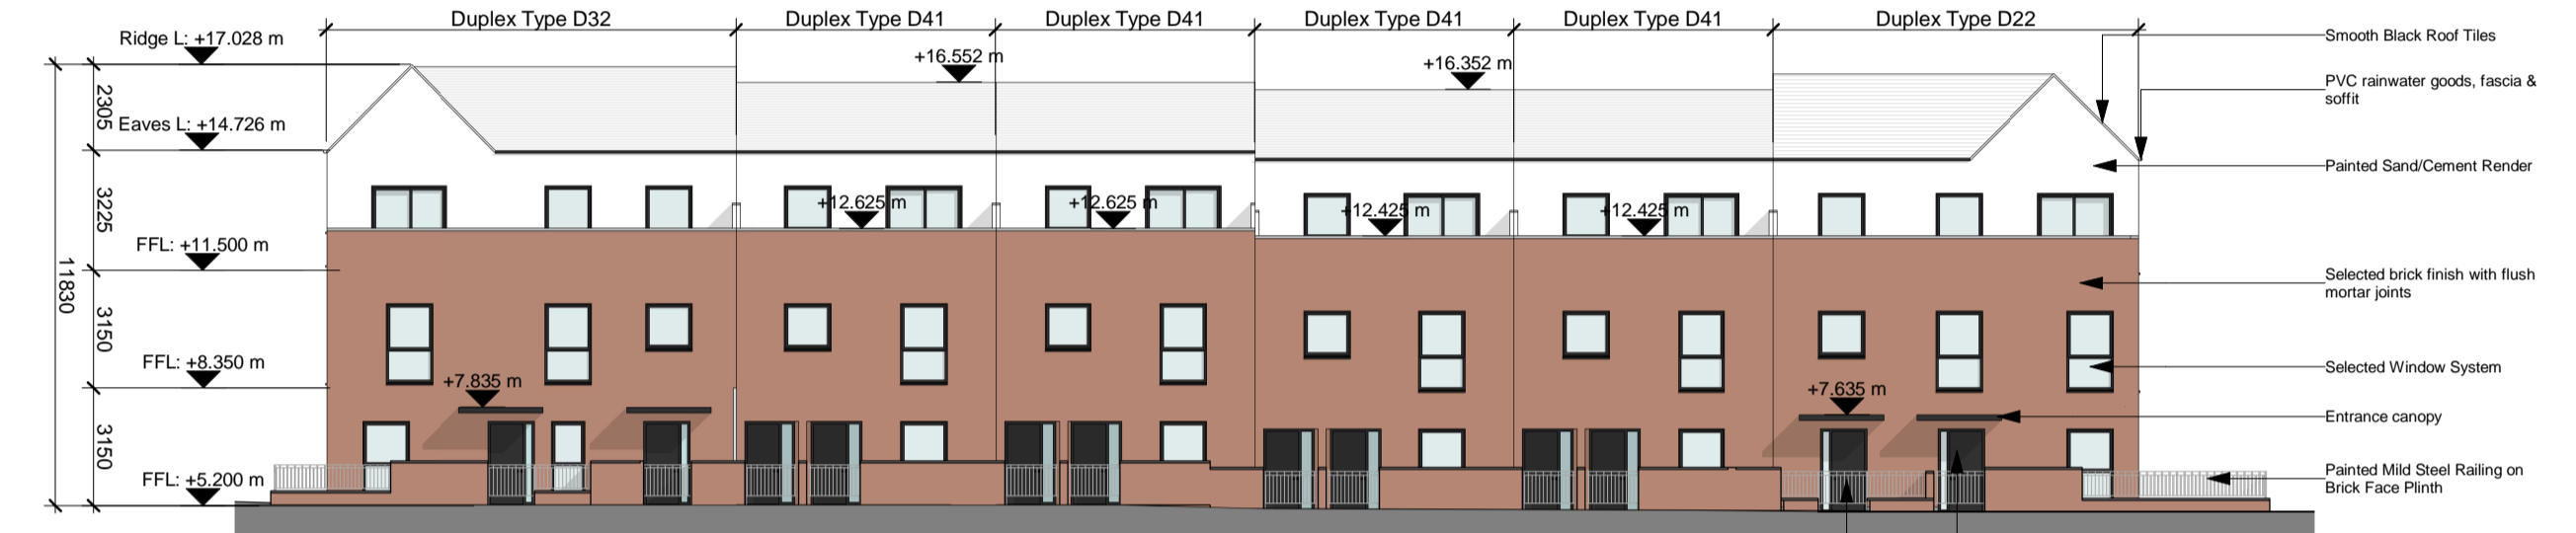 Duplex Type D32
Duplex Type D41
Duplex Type D41
Duplex Type D41
Duplex Type D41
Duplex Type D22
Ridge L: +17.028 m
+16.552 m
+16.352 m
Smooth Black Roof Tiles
PVC rainwater goods, fascia &
soffit
2305
Eaves L: +14.726 m
Painted Sand/Cement Render
3225
+12.625 m
+12.625 m
+12.425 m
+12.425 m
FFL: +11.500 m
Selected brick finish with flush
mortar joints
11830
3150
FFL: +8.350 m
Selected Window System
+7.835 m
+7.635 m
Entrance canopy
3150
FFL: +5.200 m
Painted Mild Steel Railing on
Brick Face Plinth